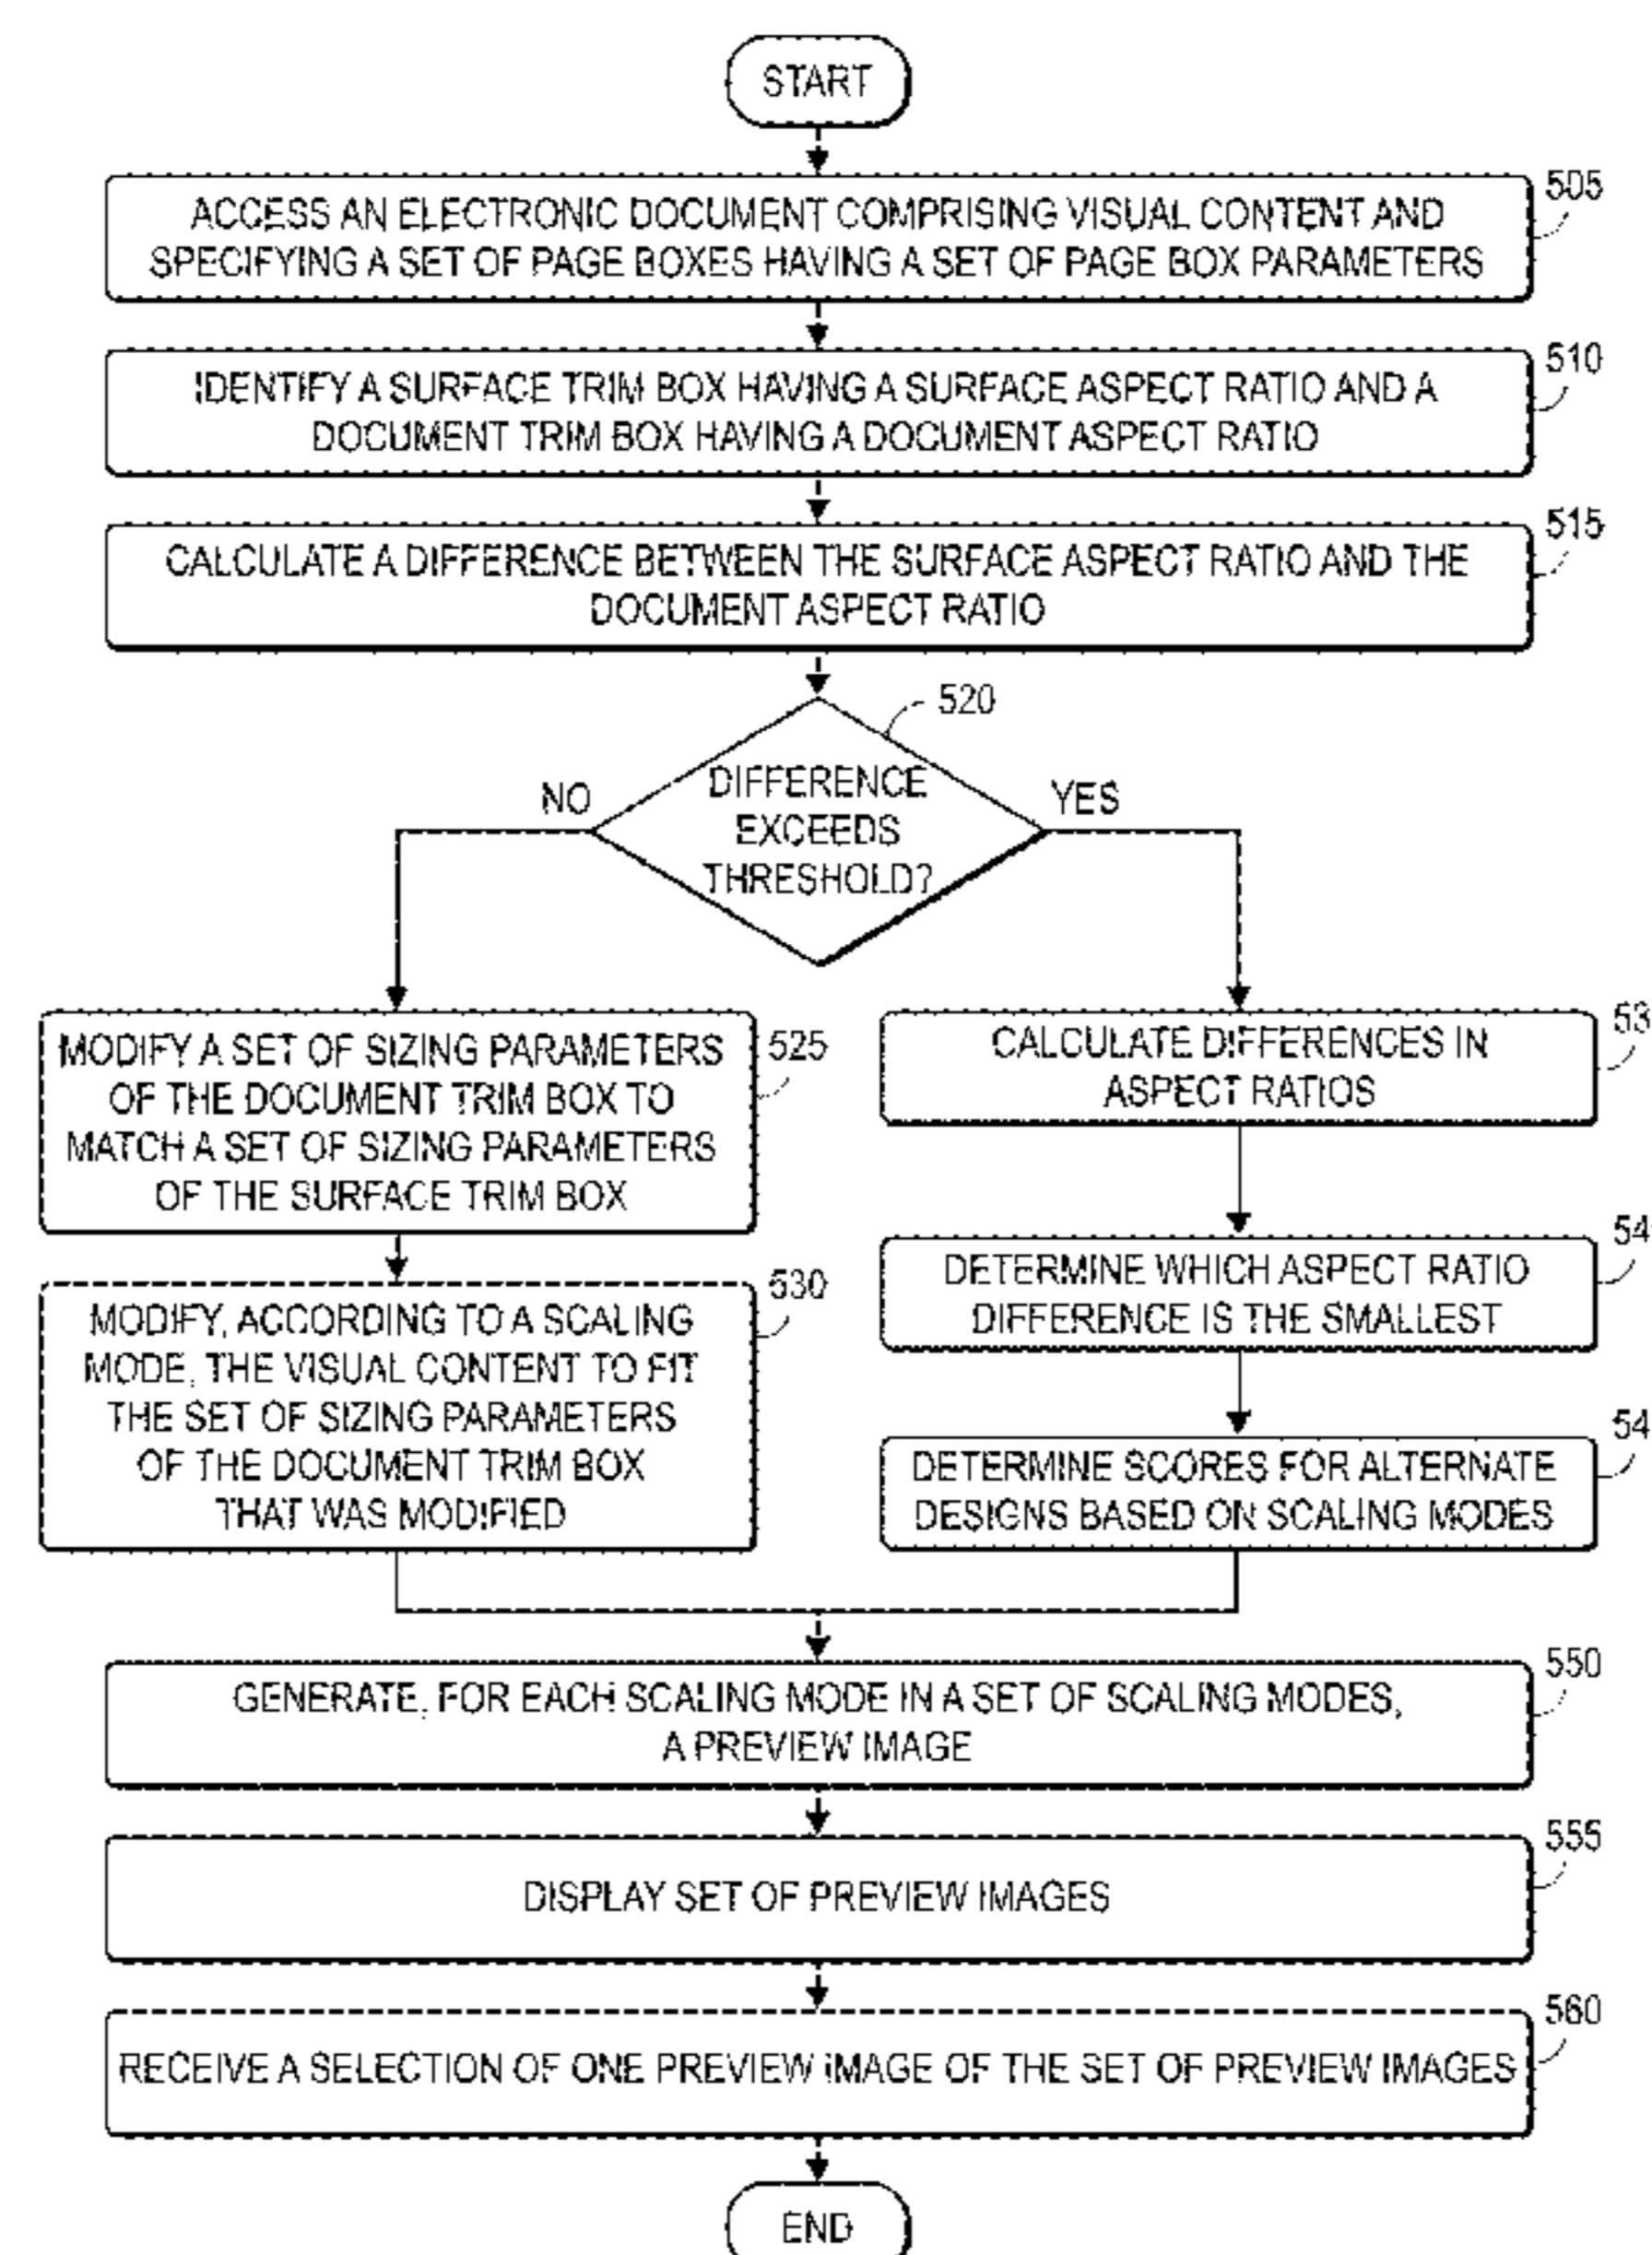 START
505
ACCESS AN ELECTRONIC DOCUMENT COMPRISING VISUAL CONTENT AND
SPECIFYING A SET OF PAGE BOXES HAVING A SET OF PAGE BOX PARAMETERS
510
IDENTIFY A SURFACE TRIM BOX HAVING A SURFACE ASPECT RATIO AND A
DOCUMENT TRIM BOX HAVING A DOCUMENT ASPECT RATIO
515
CALCULATE A DIFFERENCE BETWEEN THE SURFACE ASPECT RATIO AND THE
DOCUMENT ASPECT RATIO
520
DIFFERENCE
EXCEEDS
THRESHOLD?
NO
YES
MODIFY A SET OF SIZING PARAMETERS
OF THE DOCUMENT TRIM BOX TO
MATCH A SET OF SIZING PARAMETERS
OF THE SURFACE TRIM BOX
525
MODIFY, ACCORDING TO A SCALING
MODE, THE VISUAL CONTENT TO FIT
THE SET OF SIZING PARAMETERS
OF THE DOCUMENT TRIM BOX
THAT WAS MODIFIED
530
CALCULATE DIFFERENCES IN
ASPECT RATIOS
53
DETERMINE WHICH ASPECT RATIO
DIFFERENCE IS THE SMALLEST
54
DETERMINE SCORES FOR ALTERNATE
DESIGNS BASED ON SCALING MODES
54
550
GENERATE, FOR EACH SCALING MODE IN A SET OF SCALING MODES,
A PREVIEW IMAGE
555
DISPLAY SET OF PREVIEW IMAGES
560
RECEIVE A SELECTION OF ONE PREVIEW IMAGE OF THE SET OF PREVIEW IMAGES
END